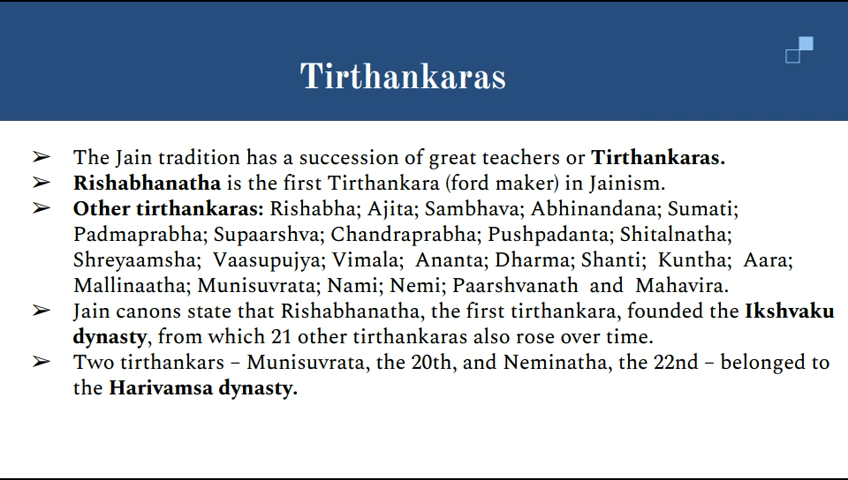 Tirthankaras
➢ The Jain tradition has a succession of great teachers or Tirthankaras.
➢ Rishabhanatha is the first Tirthankara (ford maker) in Jainism.
➢ Other tirthankaras: Rishabha; Ajita; Sambhava; Abhinandana; Sumati;
Padmaprabha; Supaarshva; Chandraprabha; Pushpadanta; Shitalnatha;
Shreyaamsha; Vaasupujya; Vimala; Ananta; Dharma; Shanti; Kuntha; Aara;
Mallinaatha; Munisuvrata; Nami; Nemi; Paarshvanath and Mahavira.
➢ Jain canons state that Rishabhanatha, the first tirthankara, founded the Ikshvaku
dynasty, from which 21 other tirthankaras also rose over time.
➢ Two tirthankars – Munisuvrata, the 20th, and Neminatha, the 22nd – belonged to
the Harivamsa dynasty.